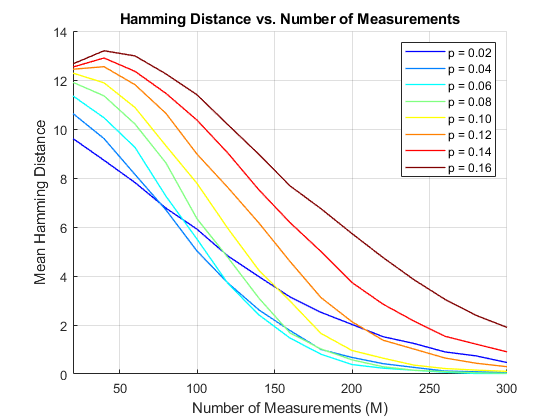 Hamming Distance vs. Number of Measurements
14
12
10
8
6
4
2
0
Mean Hamming Distance
p = 0.02
p = 0.04
p = 0.06
p = 0.08
p = 0.10
p = 0.12
p = 0.14
p = 0.16
50 100 150 200 250 300
Number of Measurements (M)